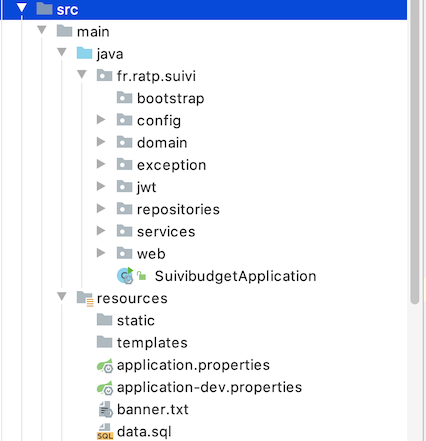 src
main
java
fr.ratp.suivi
bootstrap
config
domain
exception
jwt
repositories
services
web
SuivibudgetApplication
resources
static
templates
application.properties
application-dev.properties
banner.txt
data.sql